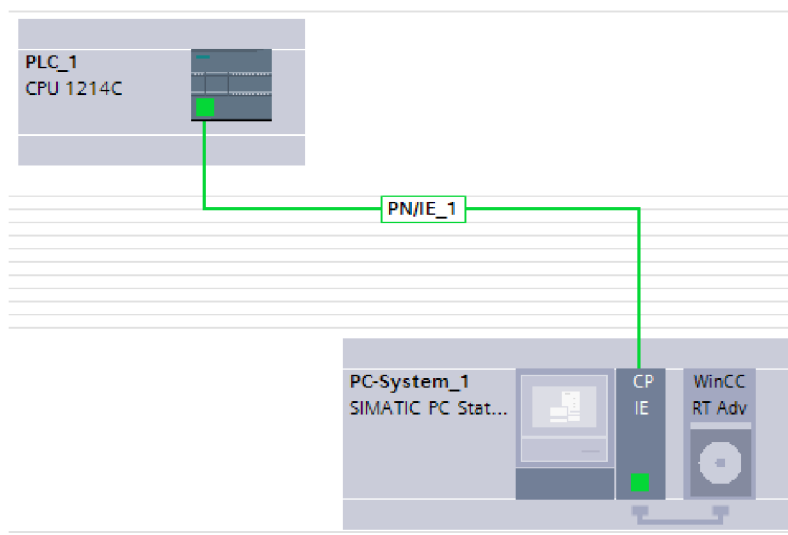 PLC_1
CPU 1214C
PN/IE_1
PC-System_1
SIMATIC PC Stat...
CP
IE
WinCC
RT Adv